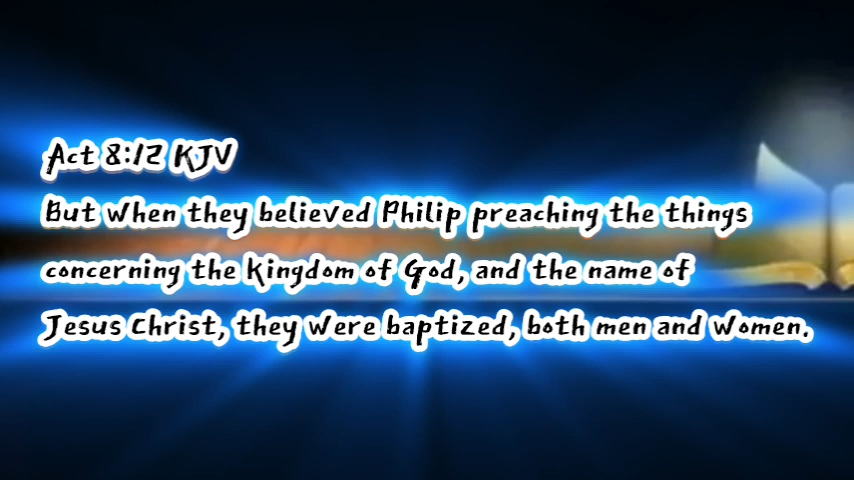 Act 8:12 KJV
But when they believed Philip preaching the things
concerning the kingdom of God, and the name of
Jesus Christ, they were baptized, both men and women.